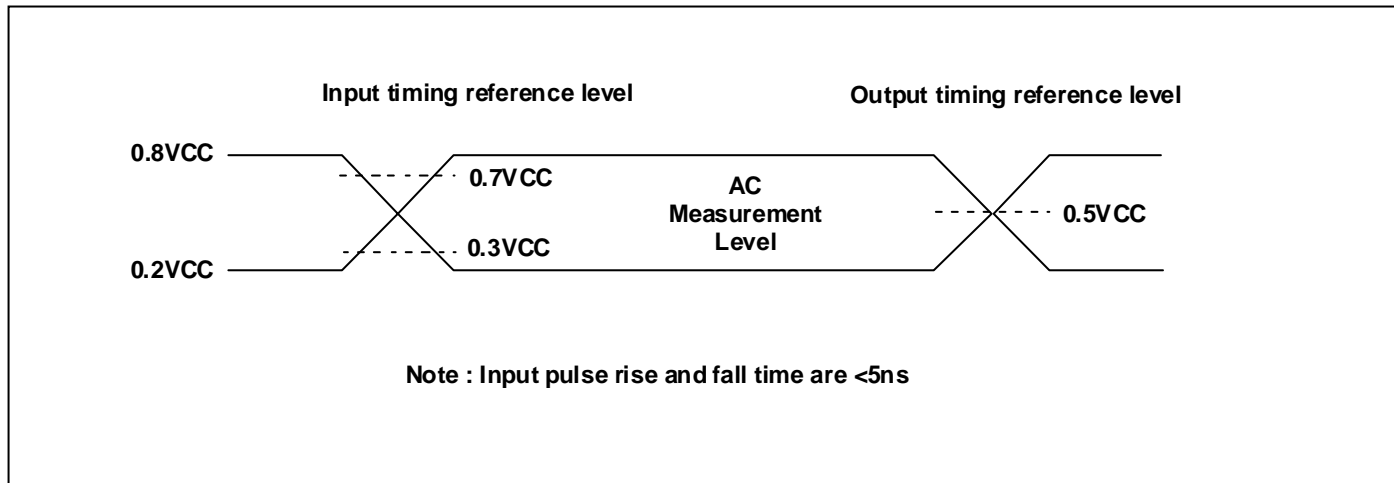 Input timing reference level
Output timing reference level
0.8VCC
0.7VCC
AC
Measurement
Level
0.5VCC
0.3VCC
0.2VCC
Note : Input pulse rise and fall time are <5ns